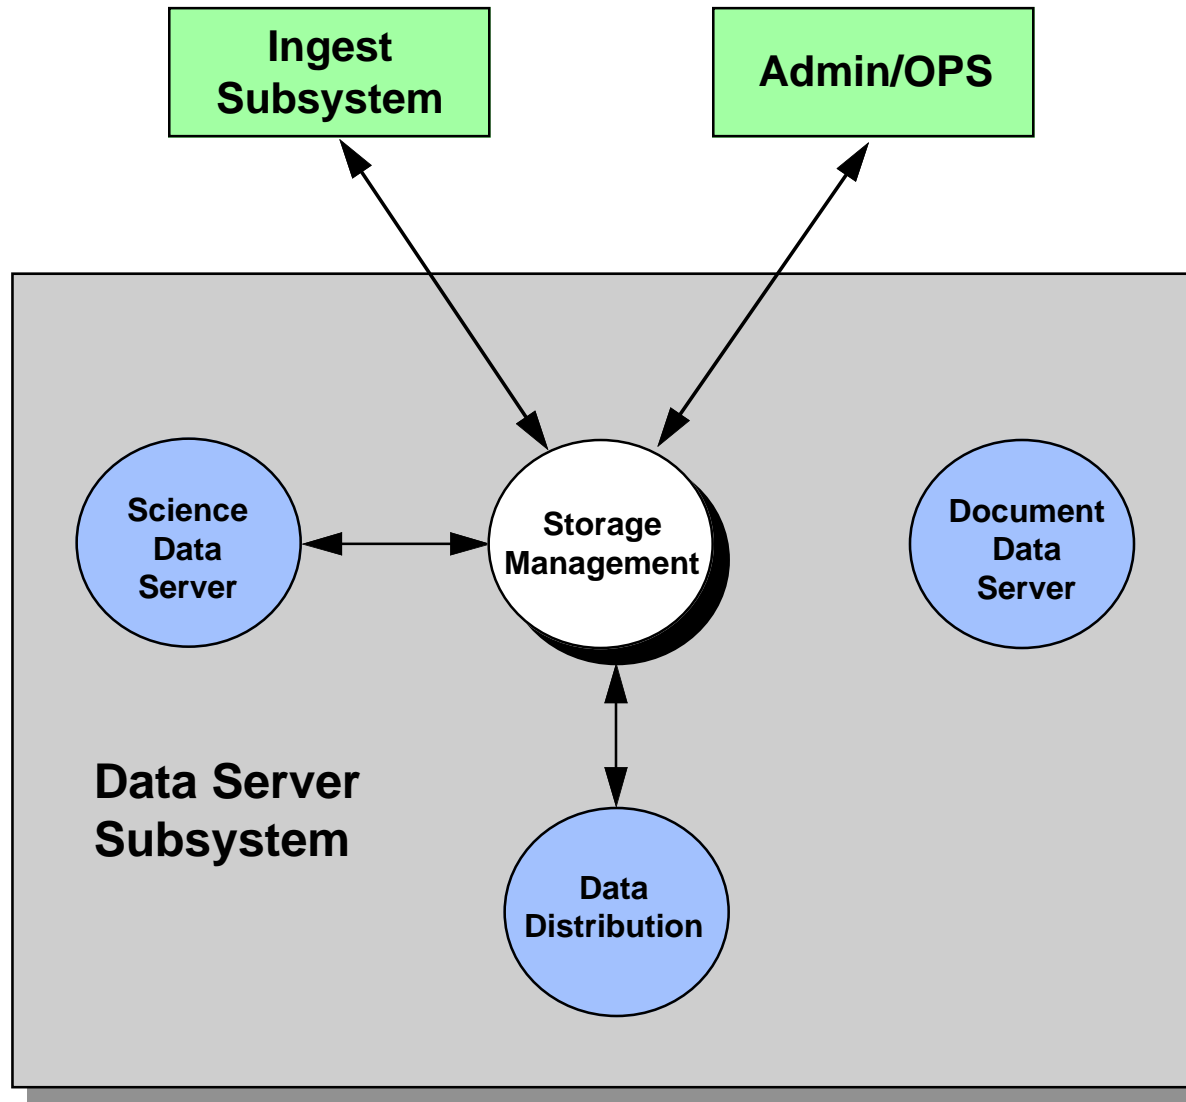 Ingest
Subsystem
Admin/OPS
Science
Data
Server
Storage
Management
Document
Data
Server
Data Server
Subsystem
Data
Distribution